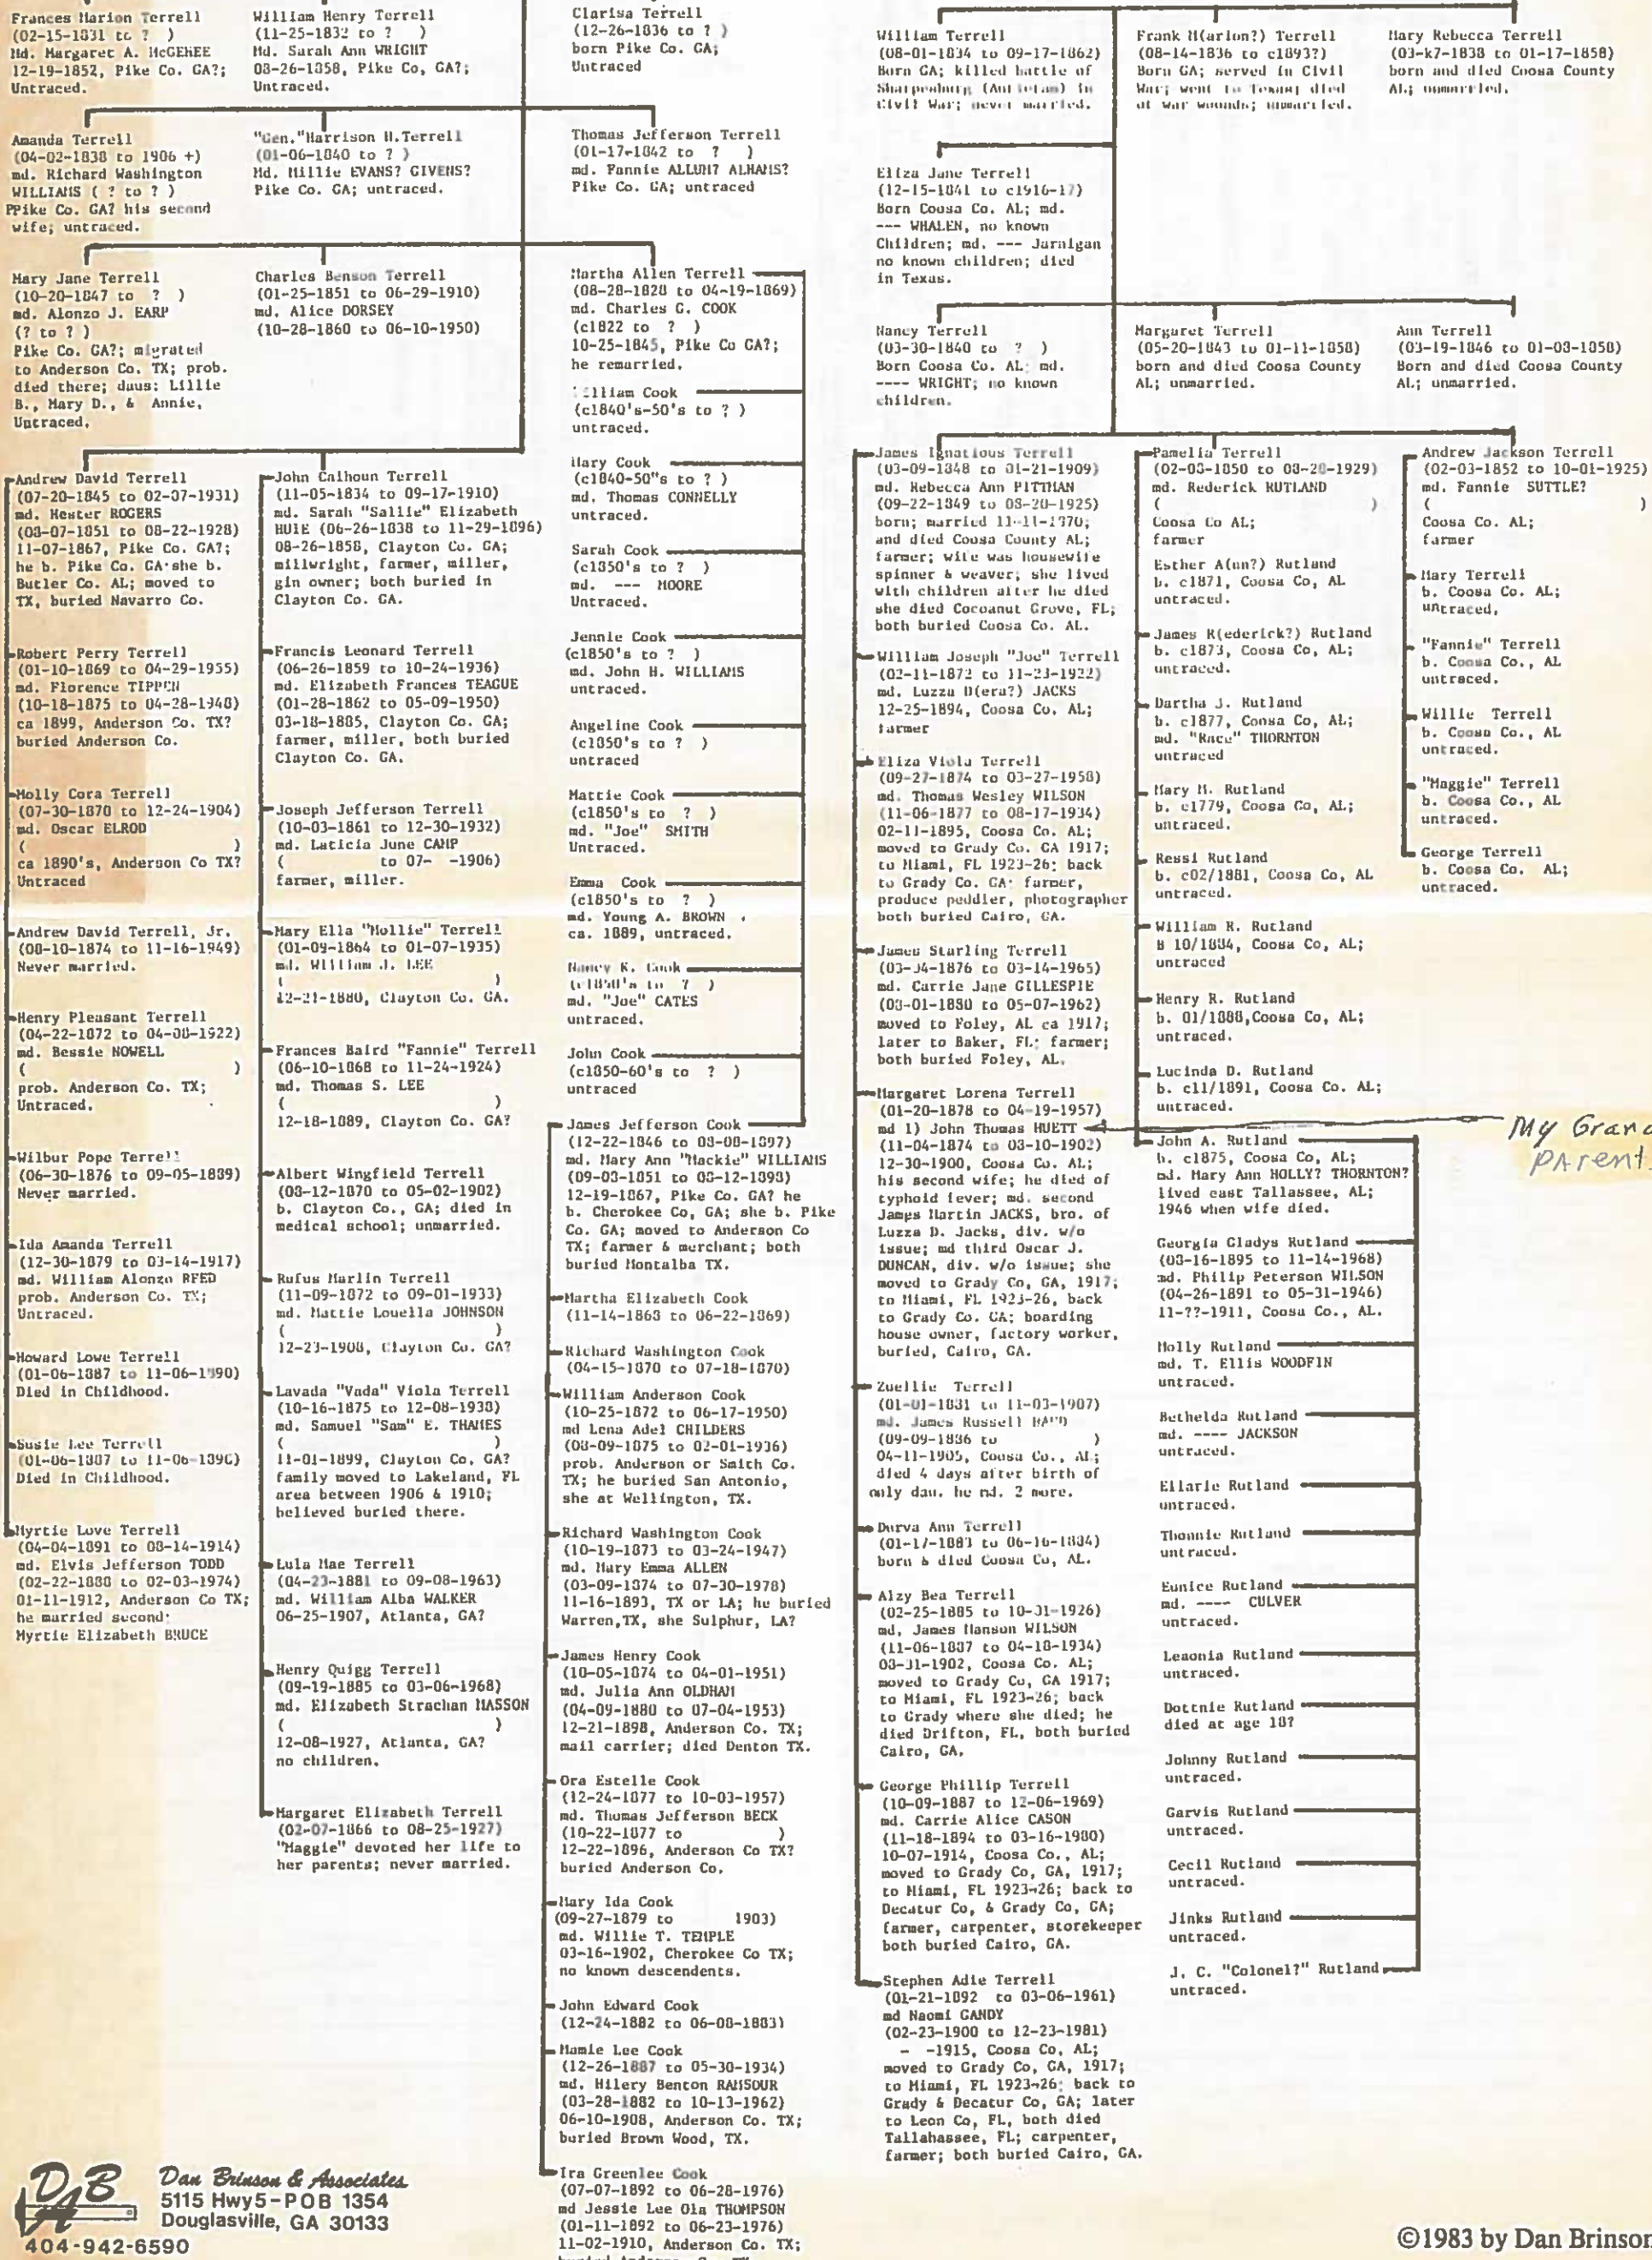 Frances Marion Terrell
(02-15-1831 to ? )
Md. Margaret A. McGEHEE
12-19-1852, Pike Co. GA?;
Untraced.
William Henry Terrell
(11-25-1832 to ? )
Md. Sarah Ann WRIGHT
08-26-1858, Pike Co, GA?;
Untraced.
Clarisa Terrell
(12-26-1836 to ? )
born Pike Co. GA;
Untraced
Amanda Terrell
(04-02-1838 to 1906 +)
md. Richard Washington
WILLIAMS ( ? to ? )
PPike Co. GA? his second
wife; untraced.
"Gen."Harrison H.Terrell
(01-06-1840 to ? )
Md. Millie EVANS? GIVENS?
Pike Co. GA; untraced.
Thomas Jefferson Terrell
(01-17-1842 to ? )
md. Fannie ALLUM? ALHAMS?
Pike Co. GA; untraced
Mary Jane Terrell
(10-20-1847 to ? )
md. Alonzo J. EARP
(? to ? )
Pike Co. GA?; migrated
to Anderson Co. TX; prob.
died there; daus: Lillie
B., Mary D., & Annie,
Untraced.
Charles Benson Terrell
(01-25-1851 to 06-29-1910)
md. Alice DORSEY
(10-28-1860 to 06-10-1950)
Martha Allen Terrell
(08-28-1828 to 04-19-1869)
md. Charles G. COOK
(c1822 to ? )
10-25-1845, Pike Co GA?;
he remarried.
William Cook
(c1840's-50's to ? )
untraced.
Mary Cook
(c1840-50"s to ? )
md. Thomas CONNELLY
untraced.
Sarah Cook
(c1850's to ? )
md. --- MOORE
Untraced.
Jennie Cook
(c1850's to ? )
md. John H. WILLIAMS
untraced.
Angeline Cook
(c1850's to ? )
untraced
Mattie Cook
(c1850's to ? )
md. "Joe" SMITH
Untraced.
Emma Cook
(c1850's to ? )
md. Young A. BROWN
ca. 1889, untraced.
Nancy K. Cook
(c1850's to ? )
md. "Joe" CATES
untraced.
John Cook
(c1850-60's to ? )
untraced
Andrew David Terrell
(07-20-1845 to 02-07-1931)
md. Hester ROGERS
(08-07-1851 to 08-22-1928)
11-07-1867, Pike Co. GA?;
he b. Pike Co. GA she b.
Butler Co. AL; moved to
TX, buried Navarro Co.
Robert Perry Terrell
(01-10-1869 to 04-29-1955)
md. Florence TIPPEN
(10-18-1875 to 04-28-1948)
ca 1899, Anderson Co. TX?
buried Anderson Co.
Molly Cora Terrell
(07-30-1870 to 12-24-1904)
md. Oscar ELROD
( )
ca 1890's, Anderson Co TX?
Untraced
Andrew David Terrell, Jr.
(08-10-1874 to 11-16-1949)
Never married.
Henry Pleasant Terrell
(04-22-1872 to 04-08-1922)
md. Bessie NOWELL
( )
prob. Anderson Co. TX;
Untraced.
Wilbur Pope Terrell
(06-30-1876 to 09-05-1889)
Never married.
Ida Amanda Terrell
(12-30-1879 to 03-14-1917)
md. William Alonzo REED
prob. Anderson Co. TX;
Untraced.
Howard Lowe Terrell
(01-06-1887 to 11-06-1890)
Died in Childhood.
Susie Lee Terrell
(01-06-1887 to 11-06-1890)
Died in Childhood.
Myrtie Love Terrell
(04-04-1891 to 08-14-1914)
md. Elvis Jefferson TODD
(02-22-1888 to 02-03-1974)
01-11-1912, Anderson Co TX;
he married second:
Myrtie Elizabeth BRUCE
John Calhoun Terrell
(11-05-1834 to 09-17-1910)
md. Sarah "Sallie" Elizabeth
HUIE (06-26-1838 to 11-29-1896)
08-26-1858, Clayton Co. GA;
millwright, farmer, miller,
gin owner; both buried in
Clayton Co. GA.
Francis Leonard Terrell
(06-26-1859 to 10-24-1936)
md. Elizabeth Frances TEAGUE
(01-28-1862 to 05-09-1950)
03-18-1885, Clayton Co. GA;
farmer, miller, both buried
Clayton Co. GA.
Joseph Jefferson Terrell
(10-03-1861 to 12-30-1932)
md. Laticia June CAMP
( to 07- -1906)
farmer, miller.
Mary Ella "Mollie" Terrell
(01-09-1864 to 01-07-1935)
md. William J. LEE
( )
12-21-1880, Clayton Co. GA.
Frances Baird "Fannie" Terrell
(06-10-1868 to 11-24-1924)
md. Thomas S. LEE
( )
12-18-1889, Clayton Co. GA?
Albert Wingfield Terrell
(08-12-1870 to 05-02-1902)
b. Clayton Co., GA; died in
medical school; unmarried.
Rufus Marlin Terrell
(11-09-1872 to 09-01-1933)
md. Mattie Louella JOHNSON
( )
12-23-1908, Clayton Co. GA?
Lavada "Vada" Viola Terrell
(10-16-1875 to 12-08-1938)
md. Samuel "Sam" E. THAMES
( )
11-01-1899, Clayton Co, GA?
family moved to Lakeland, FL
area between 1906 & 1910;
believed buried there.
Lula Mae Terrell
(04-23-1881 to 09-08-1963)
md. William Alba WALKER
06-25-1907, Atlanta, GA?
Henry Quigg Terrell
(09-19-1885 to 03-06-1968)
md. Elizabeth Strachan MASSON
( )
12-08-1927, Atlanta, GA?
no children.
Margaret Elizabeth Terrell
(02-07-1866 to 08-25-1927)
"Maggie" devoted her life to
her parents; never married.
James Jefferson Cook
(12-22-1846 to 08-08-1897)
md. Mary Ann "Mackie" WILLIAMS
(09-03-1851 to 08-12-1898)
12-19-1867, Pike Co. GA? he
b. Cherokee Co, GA; she b. Pike
Co. GA; moved to Anderson Co
TX; farmer & merchant; both
buried Montalba TX.
Martha Elizabeth Cook
(11-14-1868 to 06-22-1869)
Richard Washington Cook
(04-15-1870 to 07-18-1870)
William Anderson Cook
(10-25-1872 to 06-17-1950)
md Lena Adel CHILDERS
(08-09-1875 to 02-01-1936)
prob. Anderson or Smith Co.
TX; he buried San Antonio,
she at Wellington, TX.
Richard Washington Cook
(10-19-1873 to 03-24-1947)
md. Mary Emma ALLEN
(03-09-1874 to 07-30-1978)
11-16-1893, TX or LA; he buried
Warren,TX, she Sulphur, LA?
James Henry Cook
(10-05-1874 to 04-01-1951)
md. Julia Ann OLDHAM
(04-09-1880 to 07-04-1953)
12-21-1898, Anderson Co. TX;
mail carrier; died Denton TX.
Ora Estelle Cook
(12-24-1877 to 10-03-1957)
md. Thomas Jefferson BECK
(10-22-1877 to )
12-22-1896, Anderson Co TX?
buried Anderson Co.
Mary Ida Cook
(09-27-1879 to 1903)
md. Willie T. TEMPLE
03-16-1902, Cherokee Co TX;
no known descendents.
John Edward Cook
(12-24-1882 to 06-08-1883)
Mamie Lee Cook
(12-26-1887 to 05-30-1934)
md. Hilery Benton RAMSOUR
(03-28-1882 to 10-13-1962)
06-10-1908, Anderson Co. TX;
buried Brown Wood, TX.
Ira Greenlee Cook
(07-07-1892 to 06-28-1976)
md Jessie Lee Ola THOMPSON
(01-11-1892 to 06-23-1976)
11-02-1910, Anderson Co. TX;
William Terrell
(08-01-1834 to 09-17-1862)
Born GA; killed battle of
Sharpesburg (Antietam) in
Civil War; never married.
Frank M(arion?) Terrell
(08-14-1836 to c1893?)
Born GA; served in Civil
War; went to Texas; died
of war wounds; unmarried.
Mary Rebecca Terrell
(03-k7-1838 to 01-17-1858)
born and died Coosa County
AL; unmarried.
Eliza Jane Terrell
(12-15-1841 to c1916-17)
Born Coosa Co. AL; md.
--- WHALEN, no known
Children; md. --- Jarnigan
no known children; died
in Texas.
Nancy Terrell
(03-30-1840 to ? )
Born Coosa Co. AL; md.
---- WRIGHT; no known
children.
Margaret Terrell
(05-20-1843 to 01-11-1858)
born and died Coosa County
AL; unmarried.
Ann Terrell
(03-19-1846 to 01-08-1858)
Born and died Coosa County
AL; unmarried.
James Ignatious Terrell
(03-09-1848 to 01-21-1909)
md. Rebecca Ann PITTMAN
(09-22-1849 to 08-20-1925)
born; married 11-11-1870,
and died Coosa County AL;
farmer; wife was housewife
spinner & weaver; she lived
with children after he died
she died Cocoanut Grove, FL;
both buried Coosa Co. AL.
William Joseph "Joe" Terrell
(02-11-1872 to 11-23-1922)
md. Luzza D(era?) JACKS
12-25-1894, Coosa Co. AL;
farmer
Eliza Viola Terrell
(09-27-1874 to 03-27-1958)
md. Thomas Wesley WILSON
(11-06-1877 to 08-17-1934)
02-11-1895, Coosa Co. AL;
moved to Grady Co. GA 1917;
to Miami, FL 1923-26; back
to Grady Co. GA; farmer,
produce peddler, photographer
both buried Cairo, GA.
James Starling Terrell
(03-04-1876 to 03-14-1965)
md. Carrie Jane GILLESPIE
(03-01-1880 to 05-07-1962)
moved to Foley, AL ca 1917;
later to Baker, FL; farmer;
both buried Foley, AL.
Margaret Lorena Terrell
(01-20-1878 to 04-19-1957)
md 1) John Thomas HUETT
(11-04-1874 to 03-10-1902)
12-30-1900, Coosa Co. AL;
his second wife; he died of
typhoid fever; md. second
James Martin JACKS, bro. of
Luzza D. Jacks, div. w/o
issue; md third Oscar J.
DUNCAN, div. w/o issue; she
moved to Grady Co, GA, 1917;
to Miami, FL 1923-26, back
to Grady Co. GA; boarding
house owner, factory worker,
buried, Cairo, GA.
Zuellie Terrell
(01-01-1881 to 11-03-1907)
md. James Russell
(09-09-1886 to )
04-11-1905, Coosa Co., AL;
died 4 days after birth of
only dau. he md. 2 more.
Durva Ann Terrell
(01-17-1883 to 06-16-1884)
born & died Coosa Co, AL.
Alzy Bea Terrell
(02-25-1885 to 10-31-1926)
md. James Hanson WILSON
(11-06-1887 to 04-18-1934)
08-31-1902, Coosa Co. AL;
moved to Grady Co, GA 1917;
to Miami, FL 1923-26; back
to Grady where she died; he
died Drifton, FL, both buried
Cairo, GA.
George Phillip Terrell
(10-09-1887 to 12-06-1969)
md. Carrie Alice CASON
(11-18-1894 to 03-16-1980)
10-07-1914, Coosa Co., AL;
moved to Grady Co, GA, 1917;
to Miami, FL 1923-26; back to
Decatur Co, & Grady Co, GA;
farmer, carpenter, storekeeper
both buried Cairo, GA.
Stephen Adie Terrell
(01-21-1892 to 03-06-1961)
md Naomi GANDY
(02-23-1900 to 12-23-1981)
- -1915, Coosa Co, AL;
moved to Grady Co, GA, 1917;
to Miami, FL 1923-26; back to
Grady & Decatur Co, GA; later
to Leon Co, FL, both died
Tallahassee, FL; carpenter,
farmer; both buried Cairo, GA.
Pamelia Terrell
(02-03-1850 to 08-28-1929)
md. Rederick RUTLAND
( )
Coosa Co AL;
farmer
Esther A(nn?) Rutland
b. c1871, Coosa Co, AL
untraced.
James R(ederick?) Rutland
b. c1873, Coosa Co, AL;
untraced.
Dartha J. Rutland
b. c1877, Coosa Co, AL;
md. "Race" THORNTON
untraced
Mary M. Rutland
b. c1779, Coosa Co, AL;
untraced.
Ressi Rutland
b. c02/1881, Coosa Co, AL
untraced.
William R. Rutland
B 10/1884, Coosa Co, AL;
untraced
Henry R. Rutland
b. 01/1888,Coosa Co, AL;
untraced.
Lucinda D. Rutland
b. c11/1891, Coosa Co. AL;
untraced.
John A. Rutland
b. c1875, Coosa Co, AL;
md. Mary Ann HOLLY? THORNTON?
lived east Tallassee, AL;
1946 when wife died.
Georgia Gladys Rutland
(08-16-1895 to 11-14-1968)
md. Philip Peterson WILSON
(04-26-1891 to 05-31-1946)
11-??-1911, Coosa Co., AL.
Molly Rutland
md. T. Ellis WOODFIN
untraced.
Bethelda Rutland
md. ---- JACKSON
untraced.
Ellarie Rutland
untraced.
Thonnie Rutland
untraced.
Eunice Rutland
md. ---- CULVER
untraced.
Leaonia Rutland
untraced.
Dottnie Rutland
died at age 18?
Johnny Rutland
untraced.
Garvis Rutland
untraced.
Cecil Rutland
untraced.
Jinks Rutland
untraced.
J. C. "Colonel?" Rutland
untraced.
Andrew Jackson Terrell
(02-03-1852 to 10-01-1925)
md. Fannie SUTTLE?
( )
Coosa Co. AL;
farmer
Mary Terrell
b. Coosa Co. AL;
untraced,
"Fannie" Terrell
b. Coosa Co., AL
untraced.
Willie Terrell
b. Coosa Co., AL
untraced.
"Maggie" Terrell
b. Coosa Co., AL
untraced.
George Terrell
b. Coosa Co. AL;
untraced.
My Grand
Parent
DAB
Dan Brinson & Associates
5115 Hwy5-POB 1354
Douglasville, GA 30133
404-942-6590
©1983 by Dan Brinson